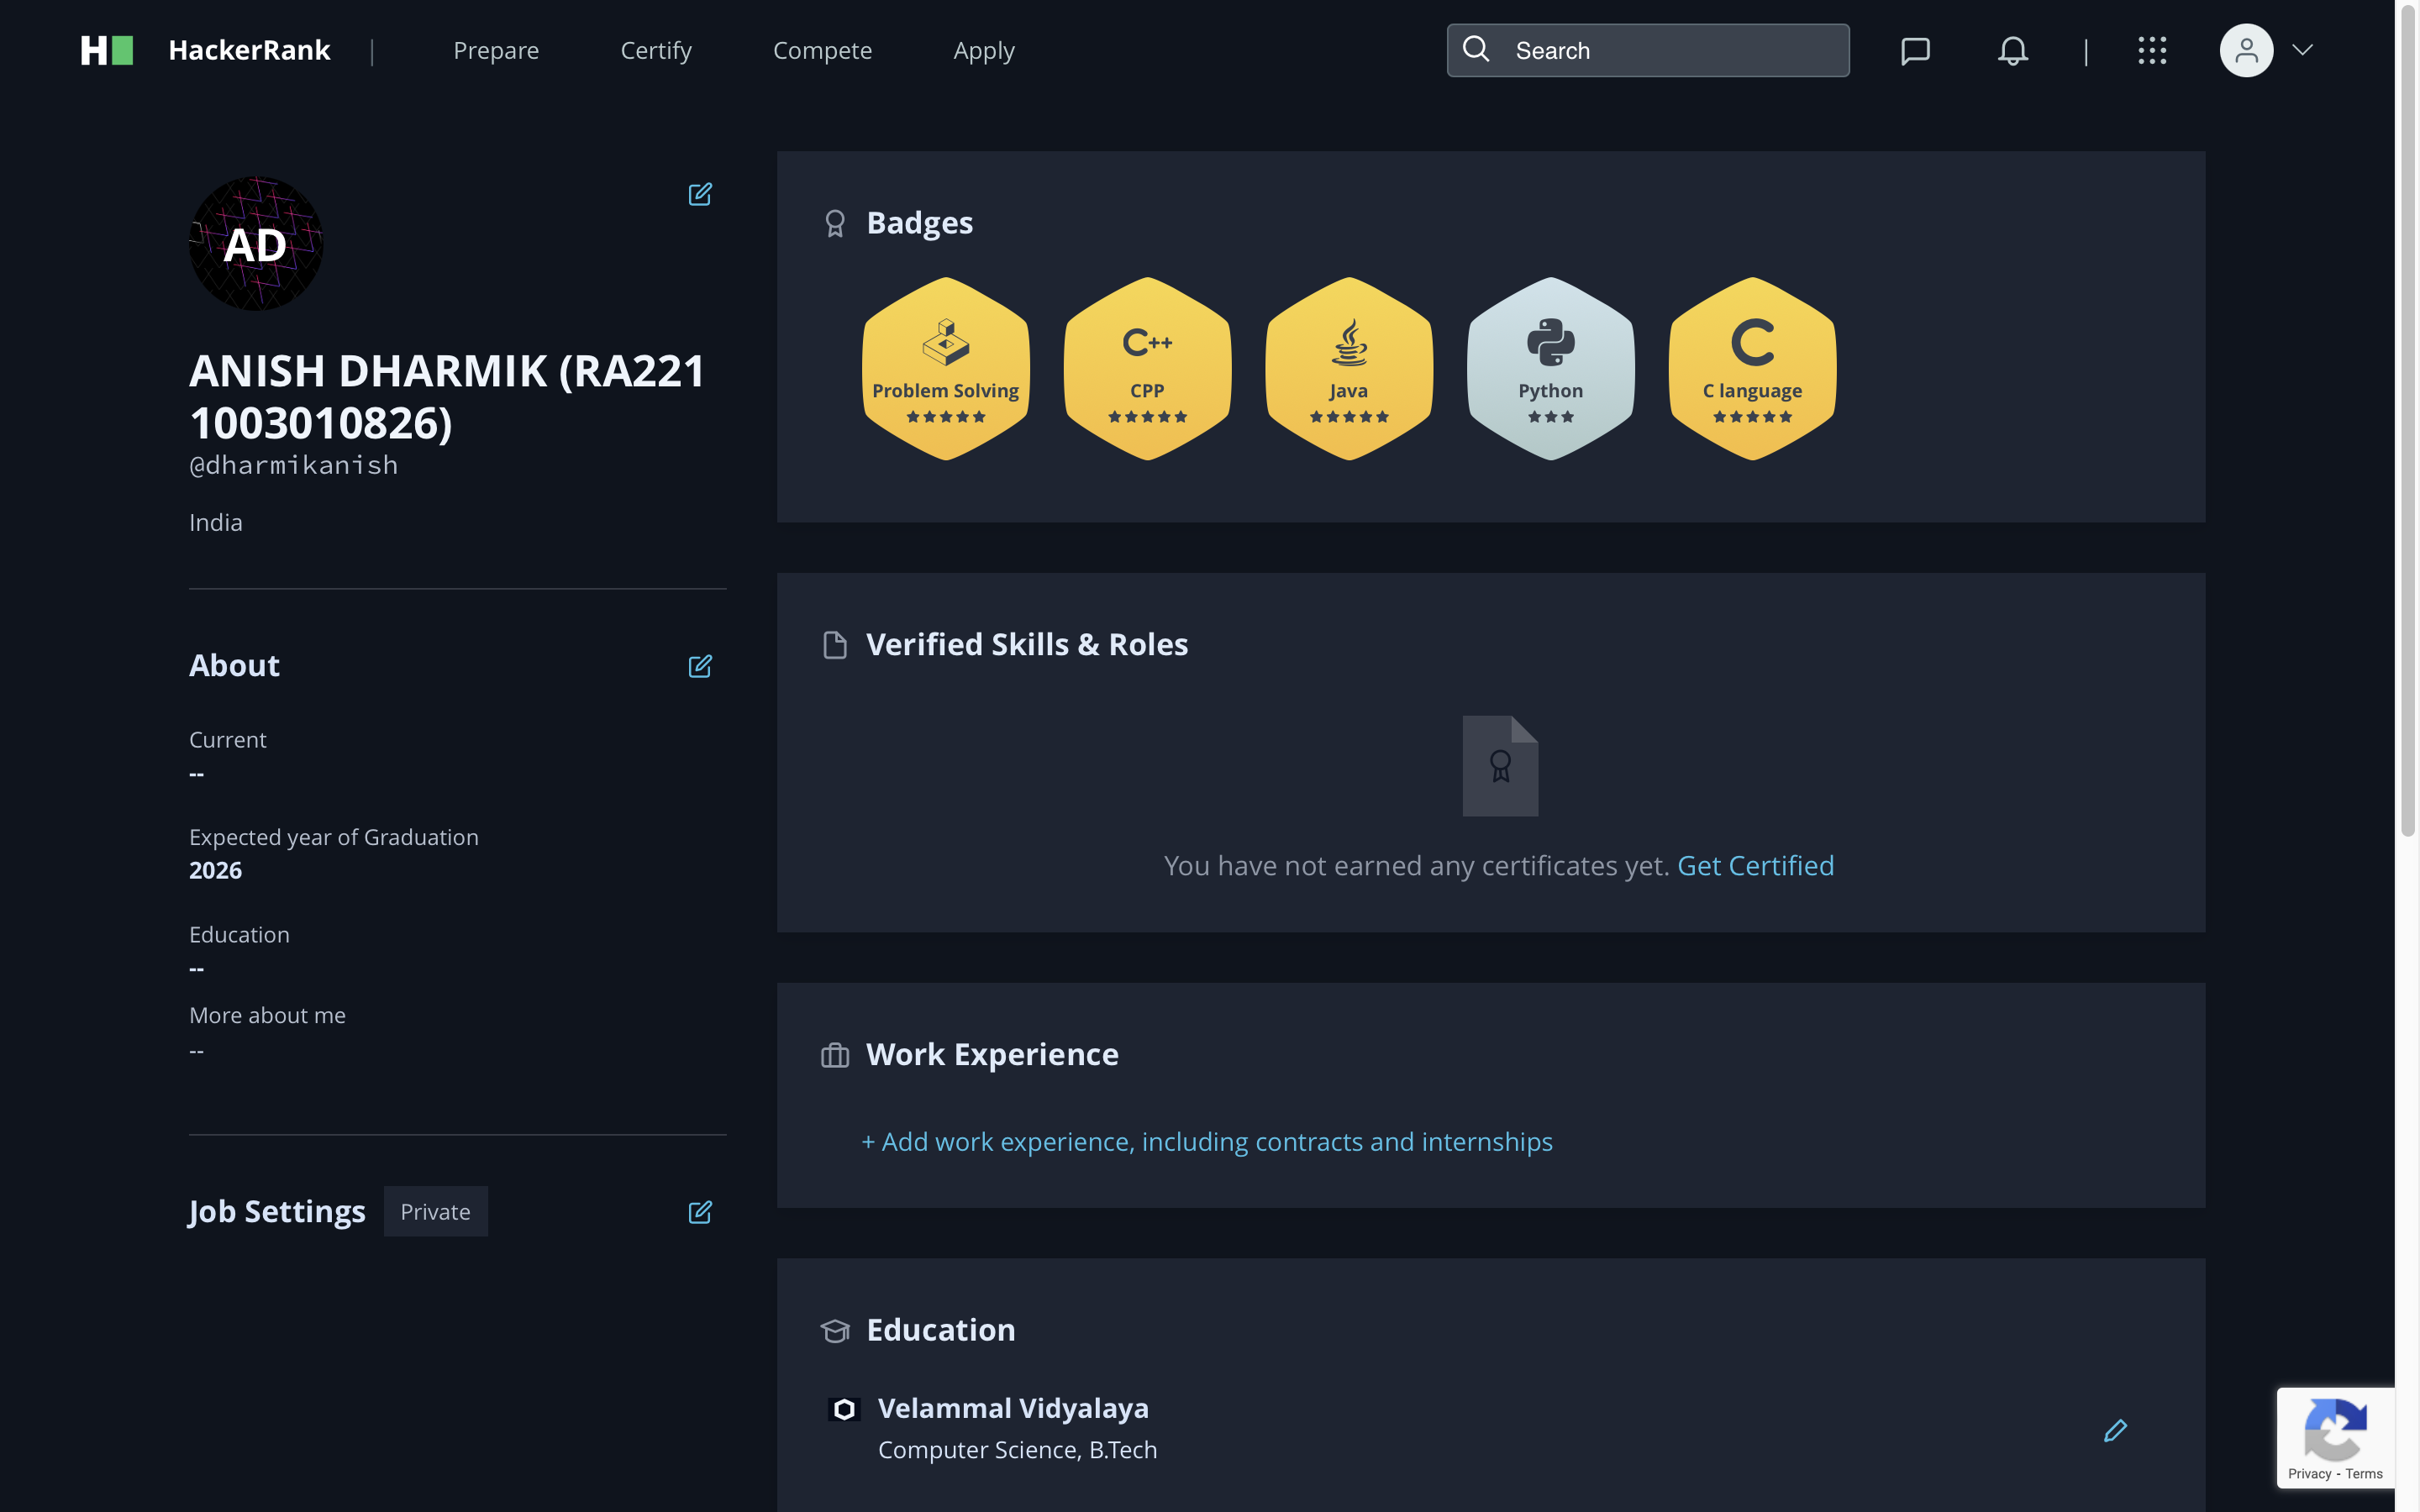 H
HackerRank | Prepare Certify Compete Apply Search |
AD
ANISH DHARMIK (RA221
1003010826)
@dharmikanish
India
About
Current
--
Expected year of Graduation
2026
Education
--
More about me
--
Job Settings Private
Badges
C++ C
Problem Solving CPP Java Python C language
Verified Skills & Roles
You have not earned any certificates yet. Get Certified
Work Experience
+ Add work experience, including contracts and internships
Education
Velammal Vidyalaya
Computer Science, B.Tech
Privacy - Terms